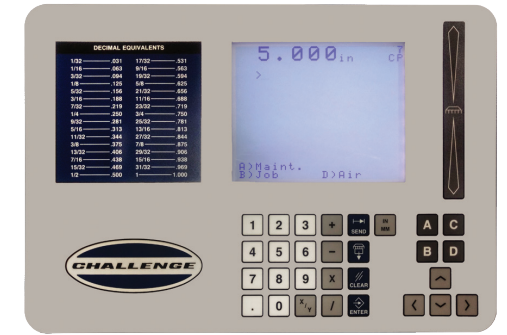 DECIMAL EQUIVALENTS
1/32 .031 17/32 .531
1/16 .063 9/16 .563
3/32 .094 19/32 .594
1/8 .125 5/8 .625
5/32 .156 21/32 .656
3/16 .188 11/16 .688
7/32 .219 23/32 .719
1/4 .250 3/4 .750
9/32 .281 25/32 .781
5/16 .313 13/16 .813
11/32 .344 27/32 .844
3/8 .375 7/8 .875
13/32 .406 29/32 .906
7/16 .438 15/16 .938
15/32 .469 31/32 .969
1/2 .500 1 1.000
5.000in
7
CP
>
A)Maint.
B)Job D)Air
CHALLENGE
1 2 3 + SEND IN MM
4 5 6 −
7 8 9 X CLEAR
. 0 X/Y / ENTER
A C
B D